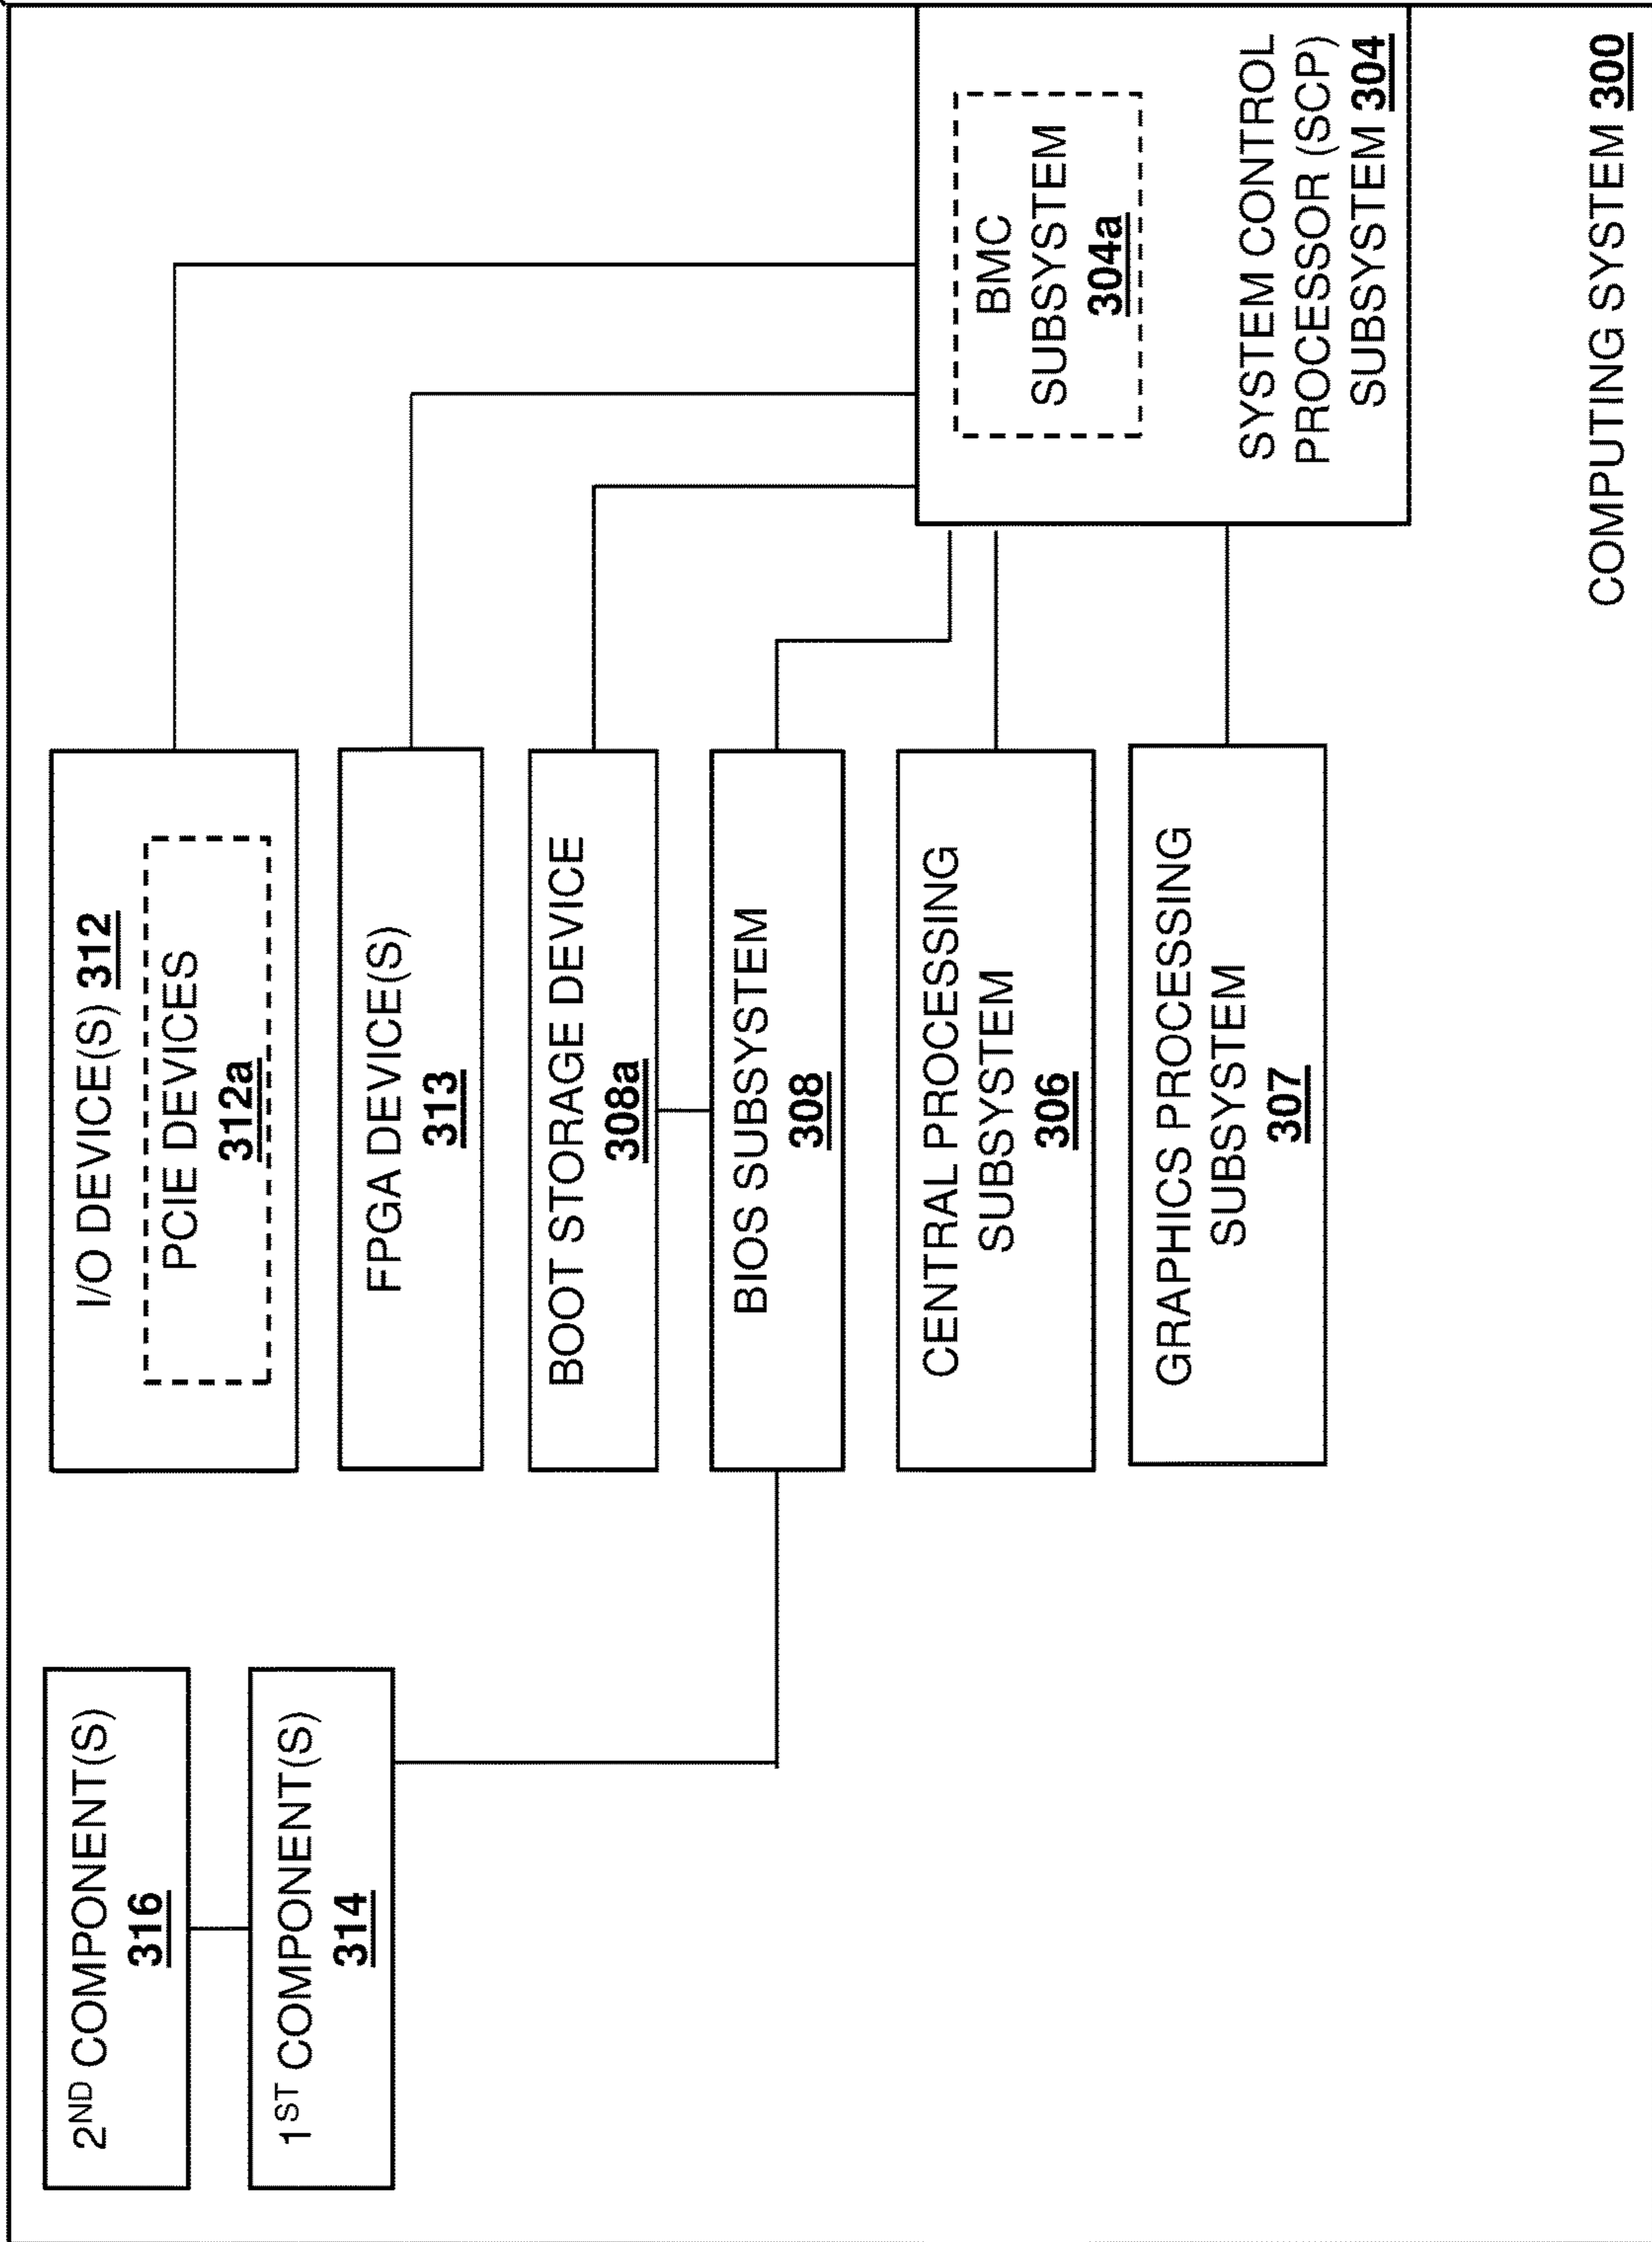 2ND COMPONENT(S)
316
1ST COMPONENT(S)
314
I/O DEVICE(S) 312
PCIE DEVICES
312a
FPGA DEVICE(S)
313
BOOT STORAGE DEVICE
308a
BIOS SUBSYSTEM
308
CENTRAL PROCESSING
SUBSYSTEM
306
GRAPHICS PROCESSING
SUBSYSTEM
307
BMC
SUBSYSTEM
304a
SYSTEM CONTROL
PROCESSOR (SCP)
SUBSYSTEM 304
COMPUTING SYSTEM 300